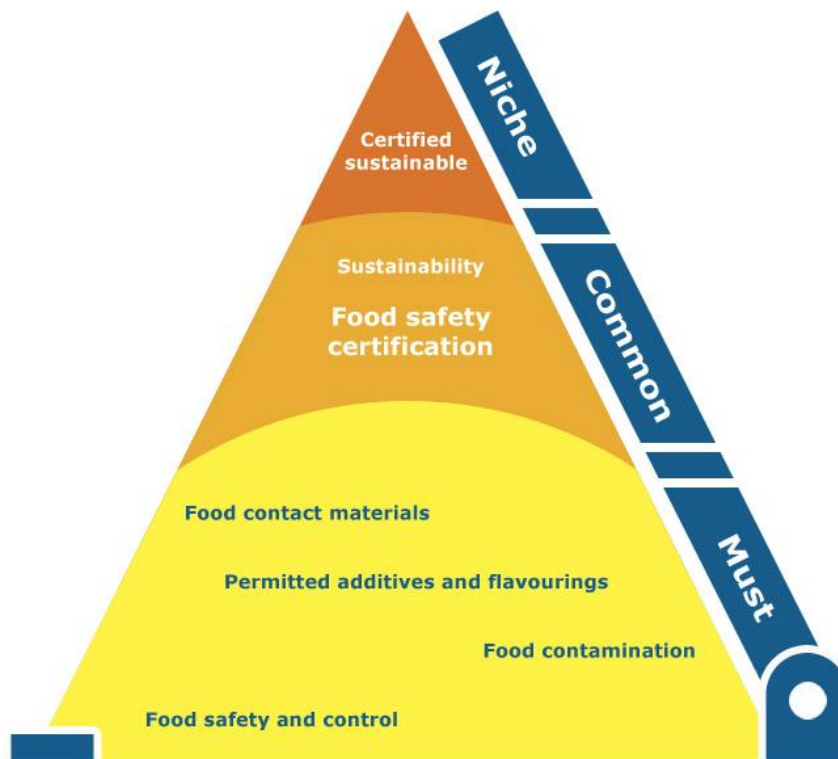 Niche
Certified
sustainable
Sustainability
Food safety
certification
Common
Food contact materials
Permitted additives and flavourings
Must
Food contamination
Food safety and control